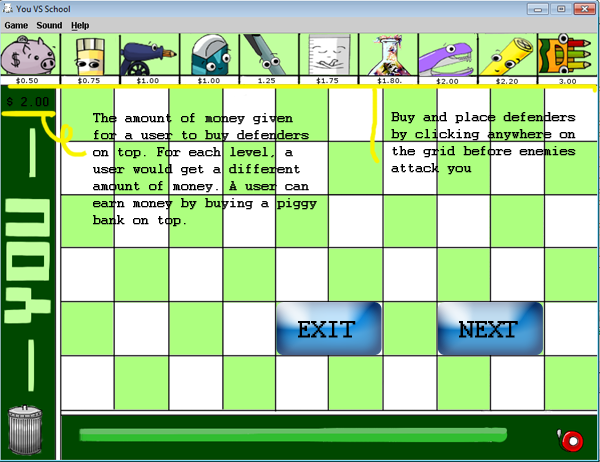 You VS School
Game Sound Help
$0.50 $0.75 $1.00 $1.00 1.25 $1.75 $1.80. $2.00 $2.20 3.00
$ 2.00
The amount of money given
for a user to buy defenders
on top. For each level, a
user would get a different
amount of money. A user can
earn money by buying a piggy
bank on top.
Buy and place defenders
by clicking anywhere on
the grid before enemies
attack you
YOU
EXIT NEXT